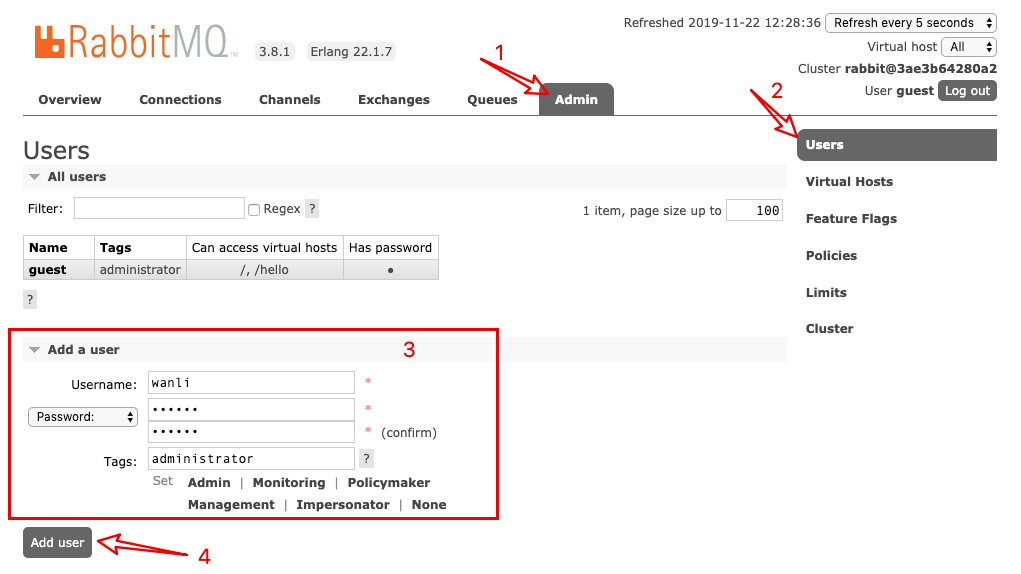 Refreshed 2019-11-22 12:28:36 Refresh every 5 seconds
RabbitMQ TM 3.8.1 Erlang 22.1.7
Virtual host All
Cluster rabbit@3ae3b64280a2
User guest Log out
1
2
Overview Connections Channels Exchanges Queues Admin
Users
Users
Virtual Hosts
Feature Flags
Policies
Limits
Cluster
All users
Filter: Regex ? 1 item, page size up to 100
Name Tags Can access virtual hosts Has password
guest administrator /, /hello ●
?
Add a user 3
Username: wanli *
Password: •••••• *
•••••• * (confirm)
Tags: administrator ?
Set Admin | Monitoring | Policymaker
Management | Impersonator | None
Add user 4